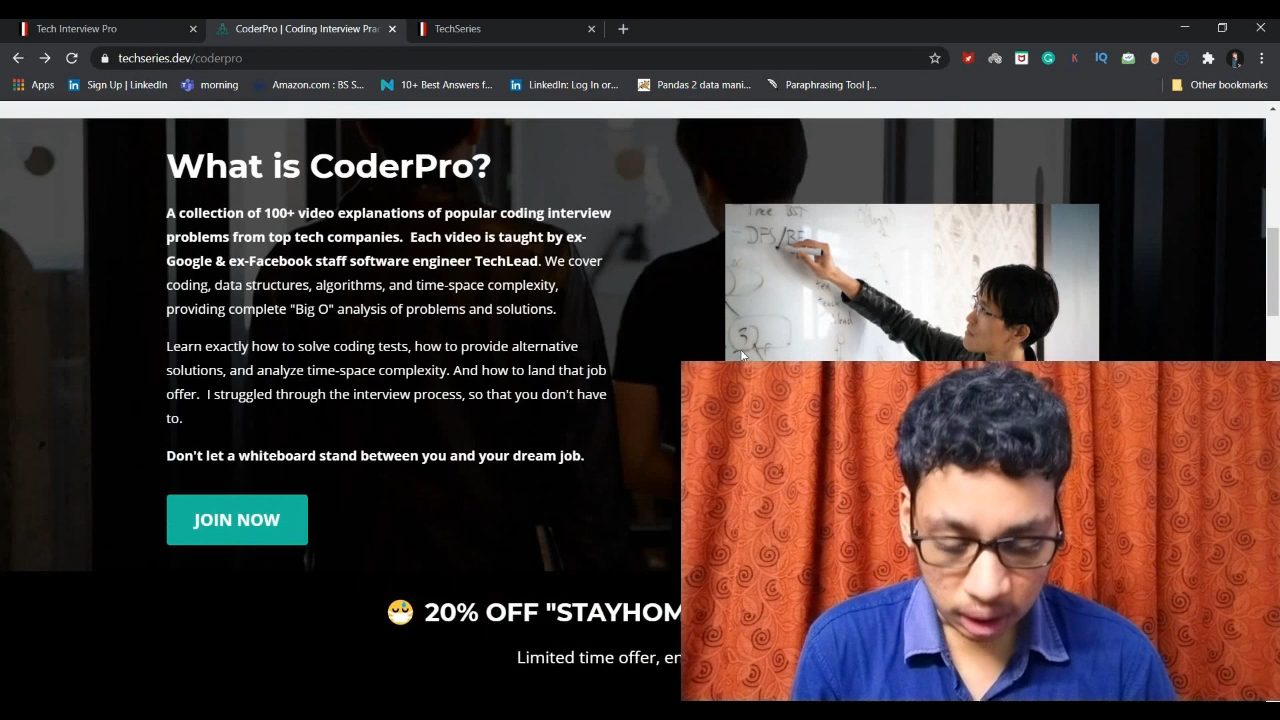 Tech Interview Pro
CoderPro | Coding Interview Prac
TechSeries
techseries.dev/coderpro
Apps
Sign Up | LinkedIn
morning
Amazon.com : BS S...
10+ Best Answers f...
LinkedIn: Log In or...
Pandas 2 data mani...
Paraphrasing Tool |...
Other bookmarks
What is CoderPro?
A collection of 100+ video explanations of popular coding interview
problems from top tech companies. Each video is taught by ex-
Google & ex-Facebook staff software engineer TechLead. We cover
coding, data structures, algorithms, and time-space complexity,
providing complete "Big O" analysis of problems and solutions.
Learn exactly how to solve coding tests, how to provide alternative
solutions, and analyze time-space complexity. And how to land that job
offer. I struggled through the interview process, so that you don't have
to.
Don't let a whiteboard stand between you and your dream job.
JOIN NOW
Tree BST
DFS/BF
3
20% OFF "STAYHOM
Limited time offer, en